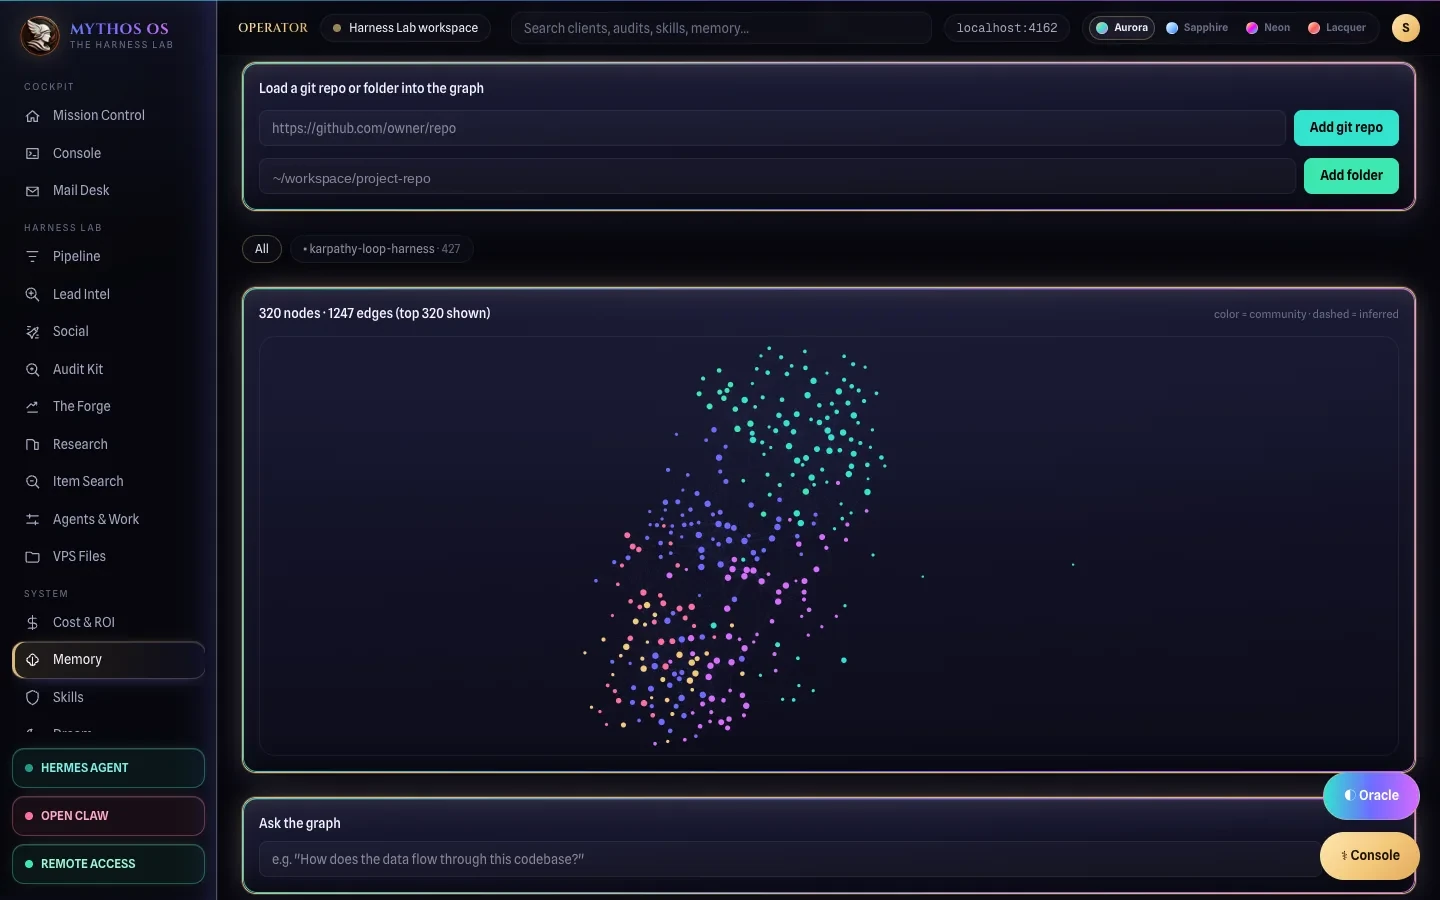 MYTHOS OS
THE HARNESS LAB
OPERATOR
Harness Lab workspace
Search clients, audits, skills, memory...
localhost:4162
Aurora
Sapphire
Neon
Lacquer
S
COCKPIT
Mission Control
Console
Mail Desk
HARNESS LAB
Pipeline
Lead Intel
Social
Audit Kit
The Forge
Research
Item Search
Agents & Work
VPS Files
SYSTEM
Cost & ROI
Memory
Skills
HERMES AGENT
OPEN CLAW
REMOTE ACCESS
Load a git repo or folder into the graph
https://github.com/owner/repo
Add git repo
~/workspace/project-repo
Add folder
All
• karpathy-loop-harness · 427
320 nodes · 1247 edges (top 320 shown)
color = community · dashed = inferred
Oracle
Ask the graph
e.g. "How does the data flow through this codebase?"
Console